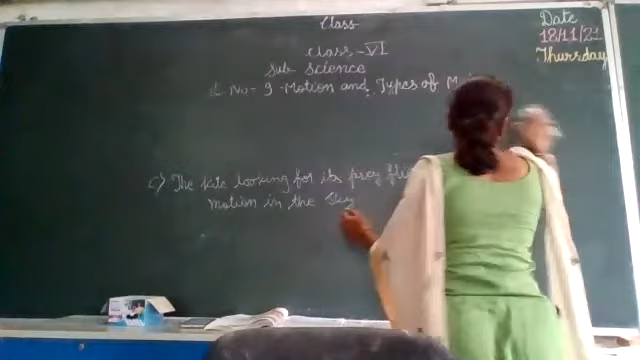 Class
Date
18/11/21
Thursday
Class - VI
Sub- Science
L. No- 9 - Motion and Types of
c) The kite looking for its prey
motion in the Sky